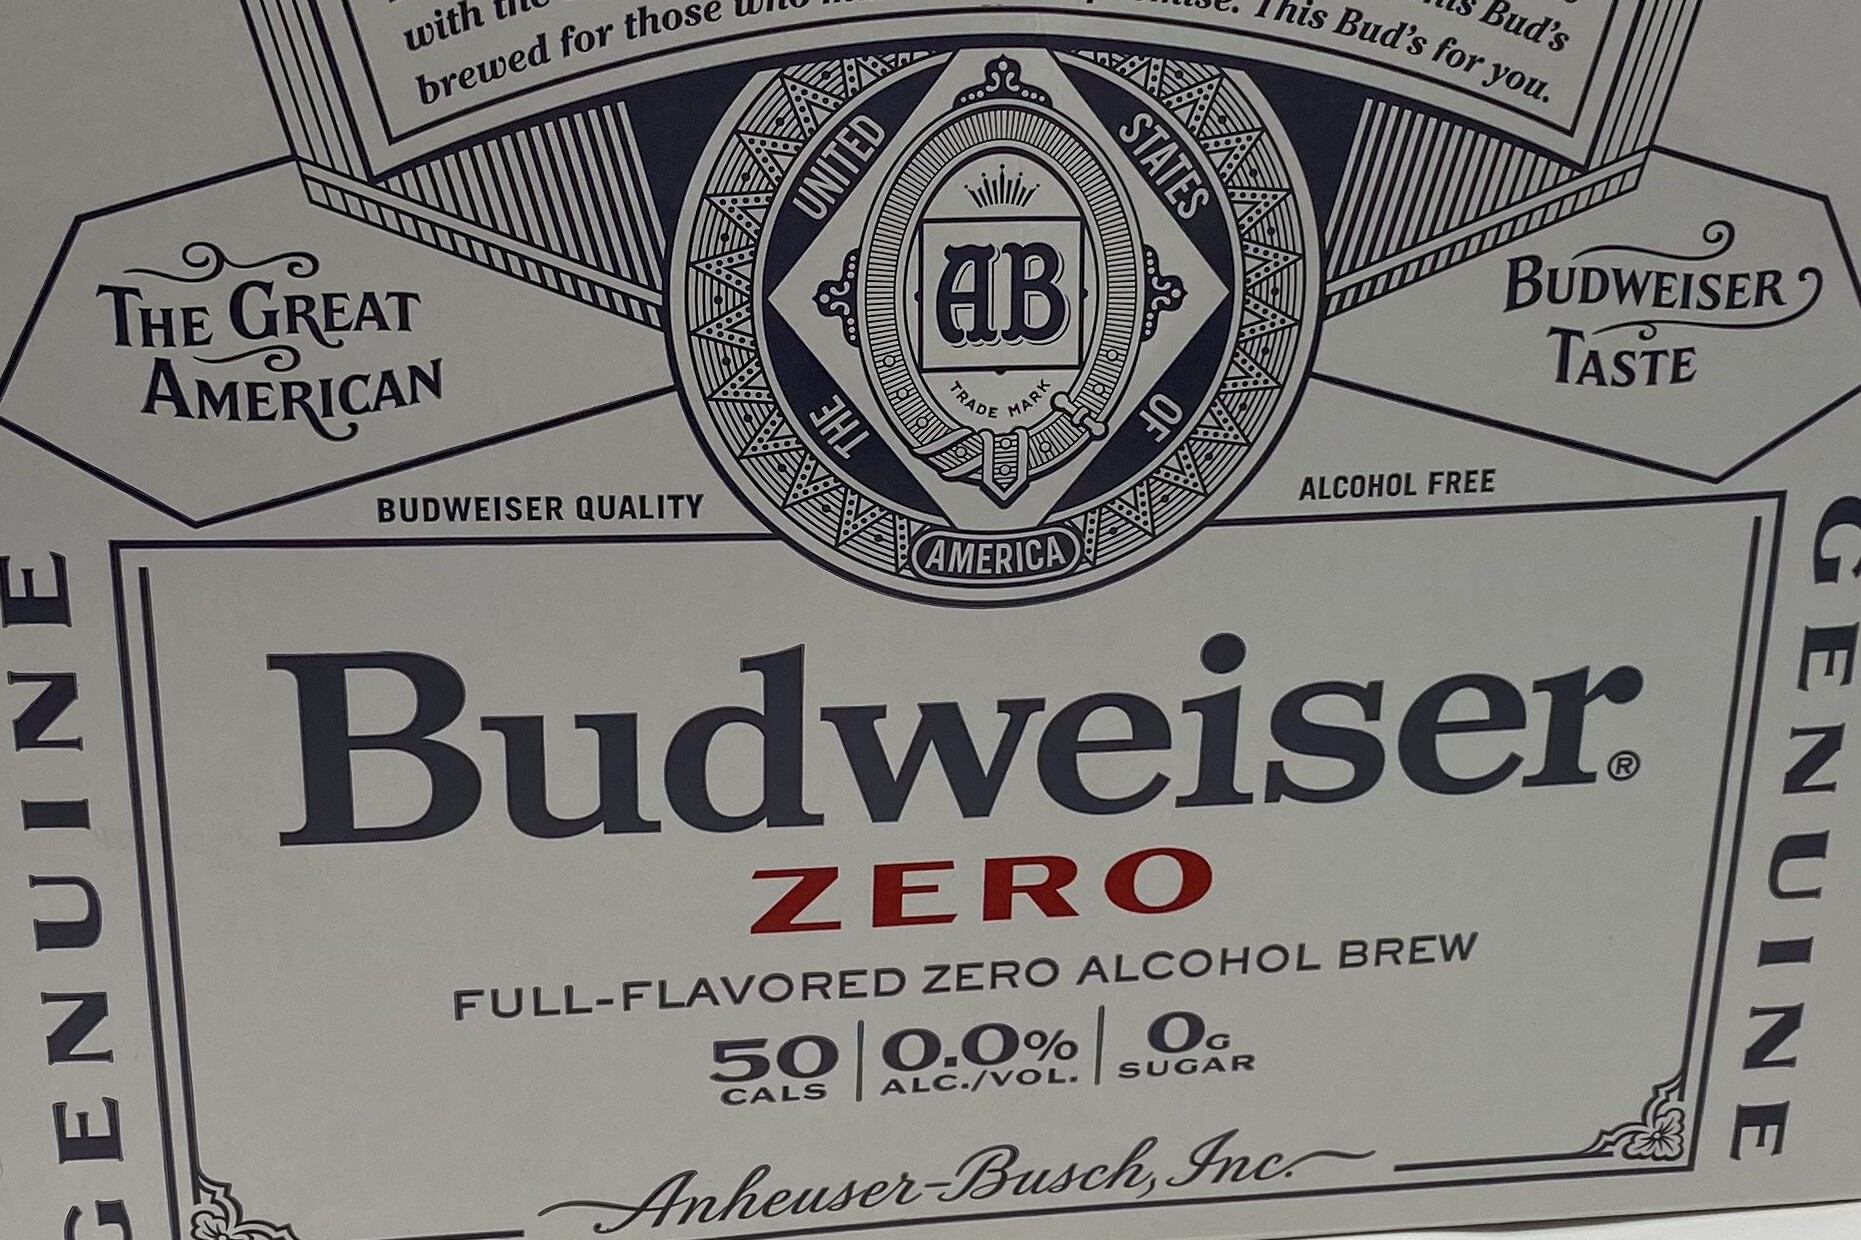 with the
his Bud's
brewed for those who
This Bud's for you.
UNITED STATES OF
THE
AMERICA
AB
TRADE MARK
THE GREAT
AMERICAN
BUDWEISER
TASTE
BUDWEISER QUALITY
ALCOHOL FREE
GENUINE
GENUINE
Budweiser®
ZERO
FULL-FLAVORED ZERO ALCOHOL BREW
50 | 0.0% | 0G
CALS ALC./VOL. SUGAR
Anheuser-Busch, Inc.